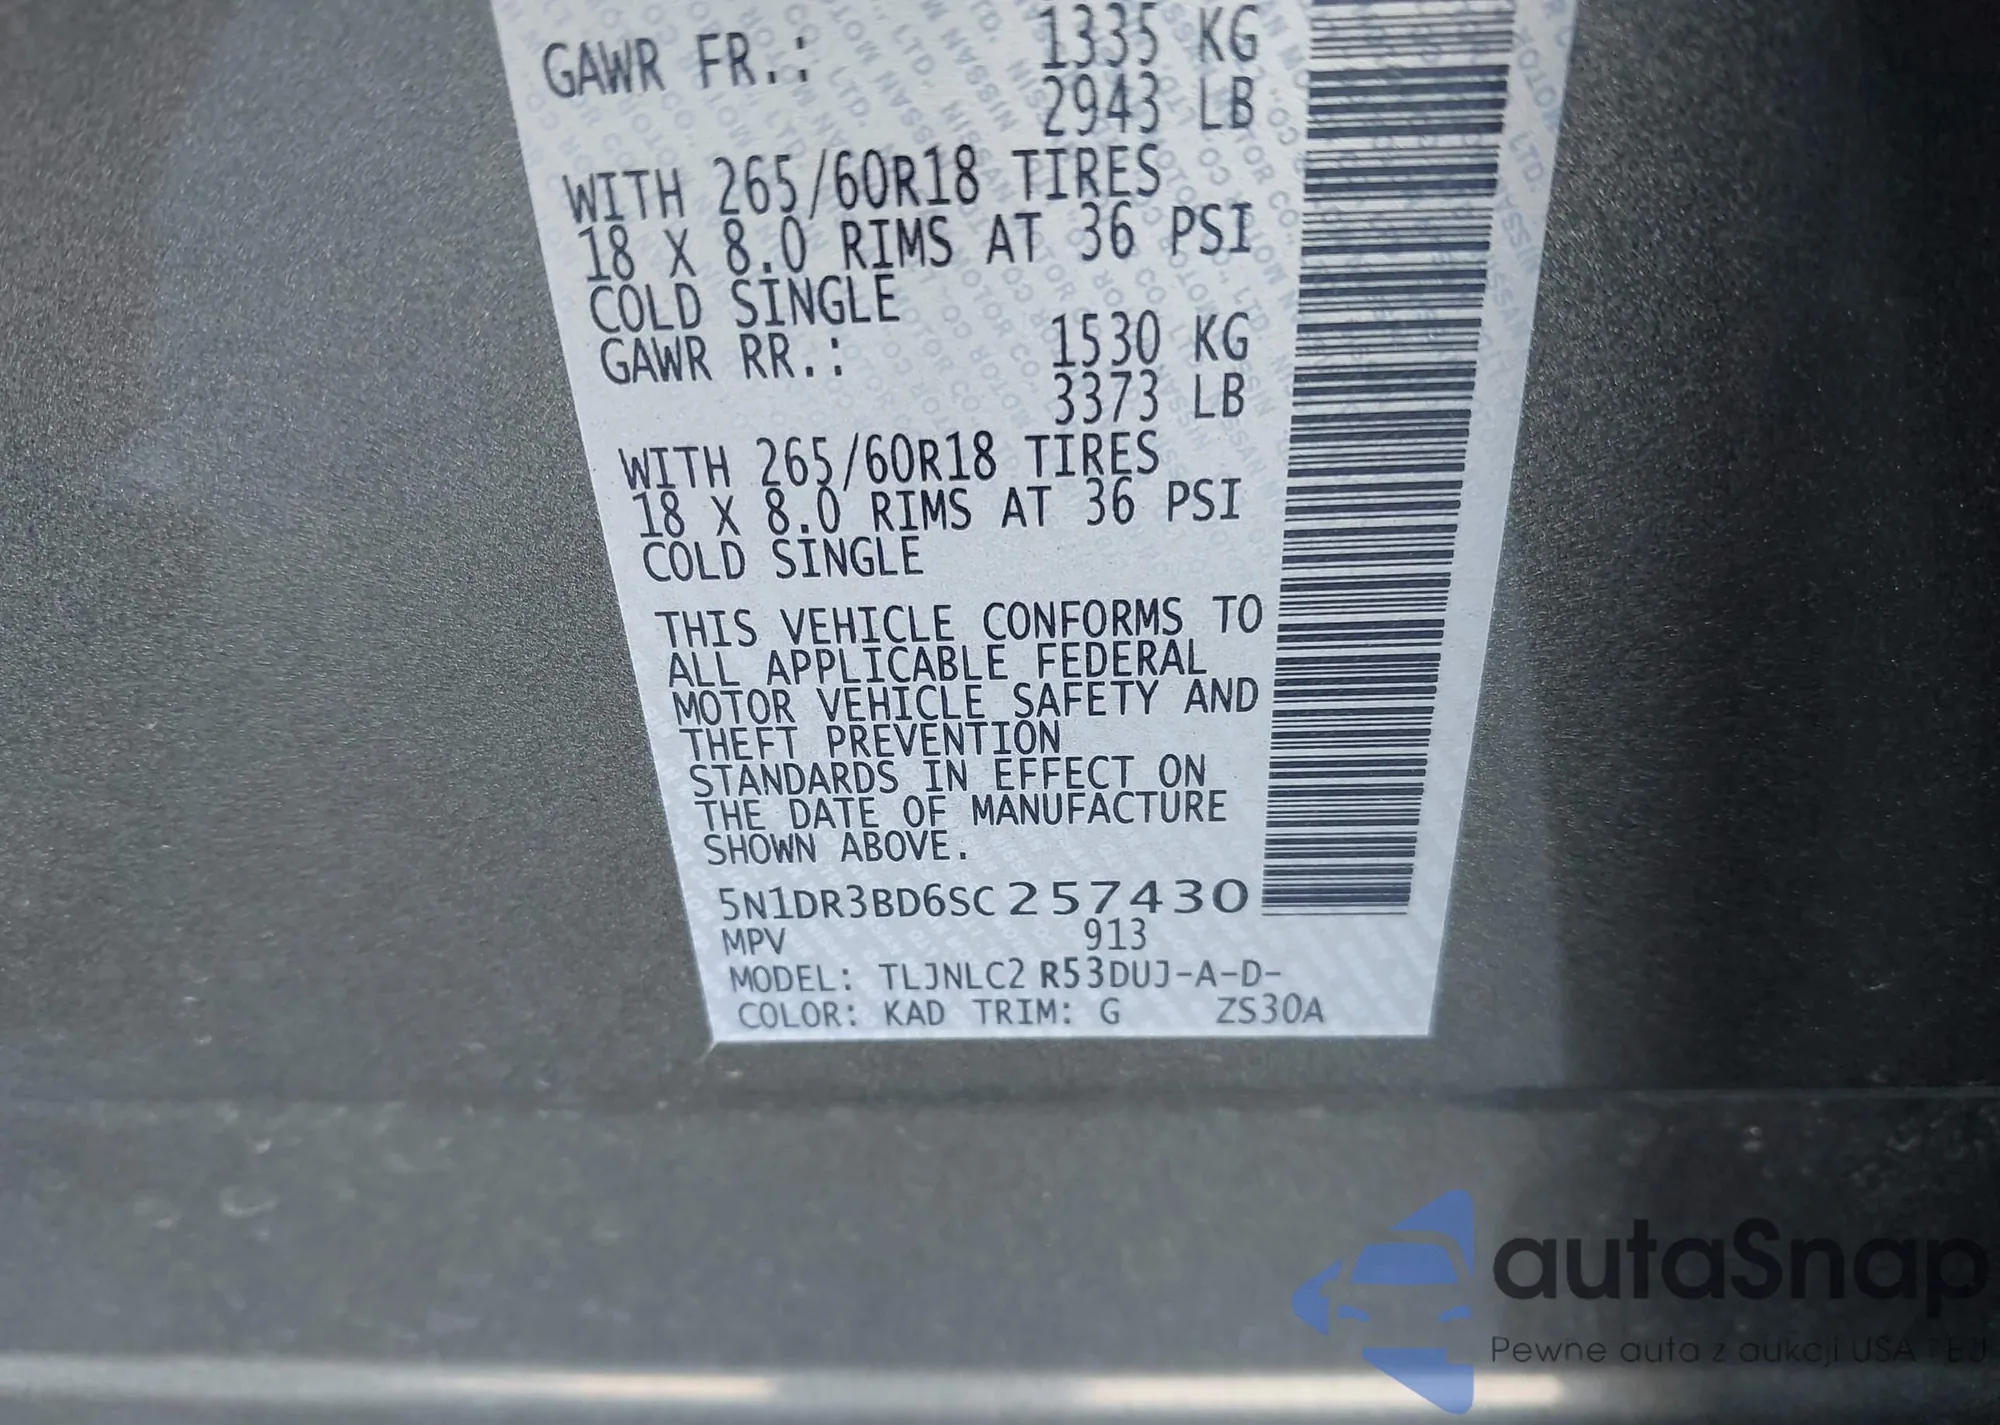 GAWR FR.: 1335 KG
2943 LB
WITH 265/60R18 TIRES
18 X 8.0 RIMS AT 36 PSI
COLD SINGLE
GAWR RR.: 1530 KG
3373 LB
WITH 265/60R18 TIRES
18 X 8.0 RIMS AT 36 PSI
COLD SINGLE
THIS VEHICLE CONFORMS TO
ALL APPLICABLE FEDERAL
MOTOR VEHICLE SAFETY AND
THEFT PREVENTION
STANDARDS IN EFFECT ON
THE DATE OF MANUFACTURE
SHOWN ABOVE.
5N1DR3BD6SC257430
MPV 913
MODEL: TLJNLC2 R53DUJ-A-D-
COLOR: KAD TRIM: G ZS30A
autaSnap
Pewne auta z aukcji USA i EU